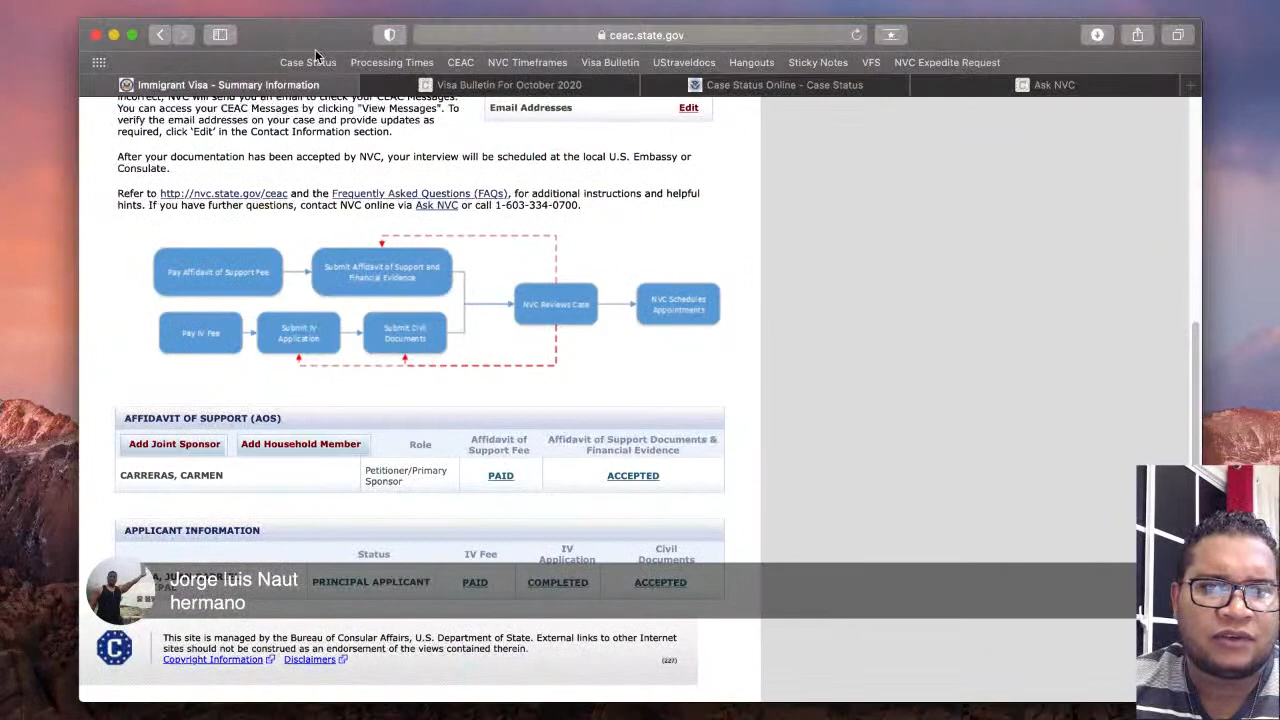 ceac.state.gov
Case Status Processing Times CEAC NVC Timeframes Visa Bulletin UStraveldocs Hangouts Sticky Notes VFS NVC Expedite Request
Immigrant Visa - Summary Information Visa Bulletin For October 2020 Case Status Online - Case Status Ask NVC
incorrect, NVC will send you an email to check your CEAC Messages.
You can access your CEAC Messages by clicking "View Messages". To
verify the email addresses on your case and provide updates as
required, click 'Edit' in the Contact Information section.
Email Addresses Edit
After your documentation has been accepted by NVC, your interview will be scheduled at the local U.S. Embassy or
Consulate.
Refer to http://nvc.state.gov/ceac and the Frequently Asked Questions (FAQs), for additional instructions and helpful
hints. If you have further questions, contact NVC online via Ask NVC or call 1-603-334-0700.
Pay Affidavit of Support Fee
Submit Affidavit of Support and
Financial Evidence
Pay IV Fee
Submit IV
Application
Submit Civil
Documents
NVC Reviews Case
NVC Schedules
Appointments
AFFIDAVIT OF SUPPORT (AOS)
Add Joint Sponsor Add Household Member Role
Affidavit of
Support Fee
Affidavit of Support Documents &
Financial Evidence
CARRERAS, CARMEN
Petitioner/Primary
Sponsor
PAID ACCEPTED
APPLICANT INFORMATION
Status IV Fee
IV
Application
Civil
Documents
PRINCIPAL APPLICANT PAID COMPLETED ACCEPTED
Jorge luis Naut
hermano
This site is managed by the Bureau of Consular Affairs, U.S. Department of State. External links to other Internet
sites should not be construed as an endorsement of the views contained therein.
Copyright Information Disclaimers (227)